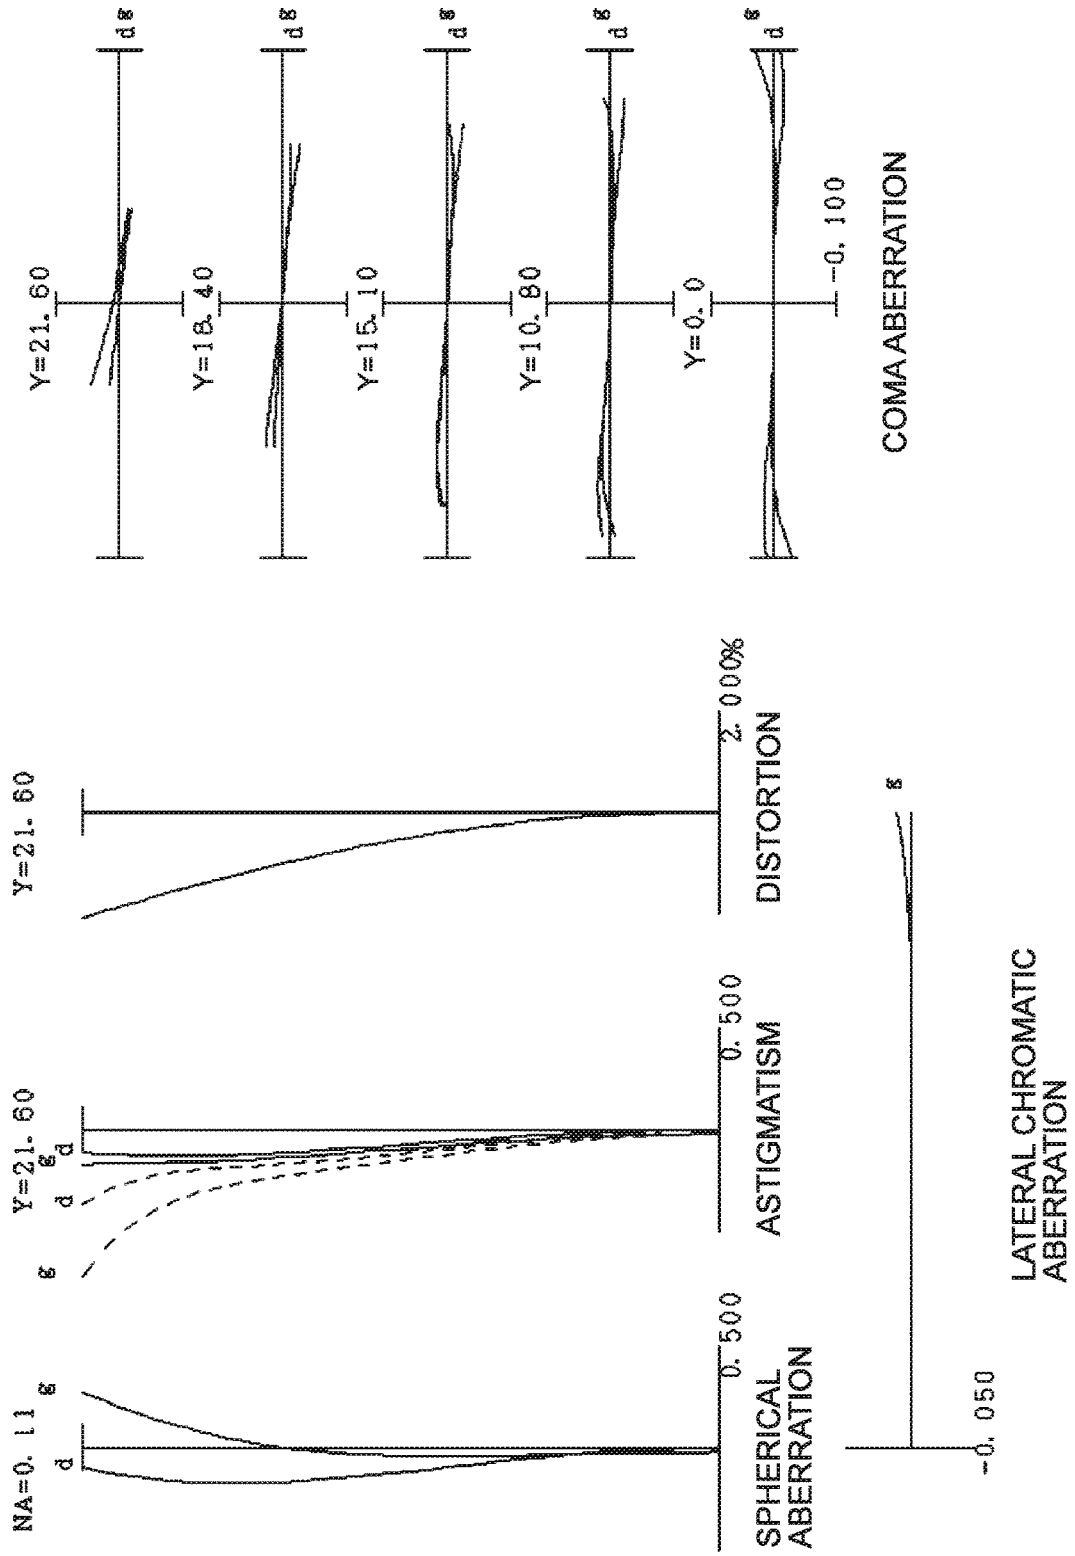 NA=0. 11
d
g
0. 500
SPHERICAL
ABERRATION
Y=21. 60
g
d
g
d
0. 500
ASTIGMATISM
Y=21. 60
2. 000%
DISTORTION
Y=21. 60
d g
Y=18. 40
d g
Y=15. 10
d g
Y=10. 80
d g
Y=0. 0
d g
-0. 100
COMA ABERRATION
g
-0. 050
LATERAL CHROMATIC
ABERRATION